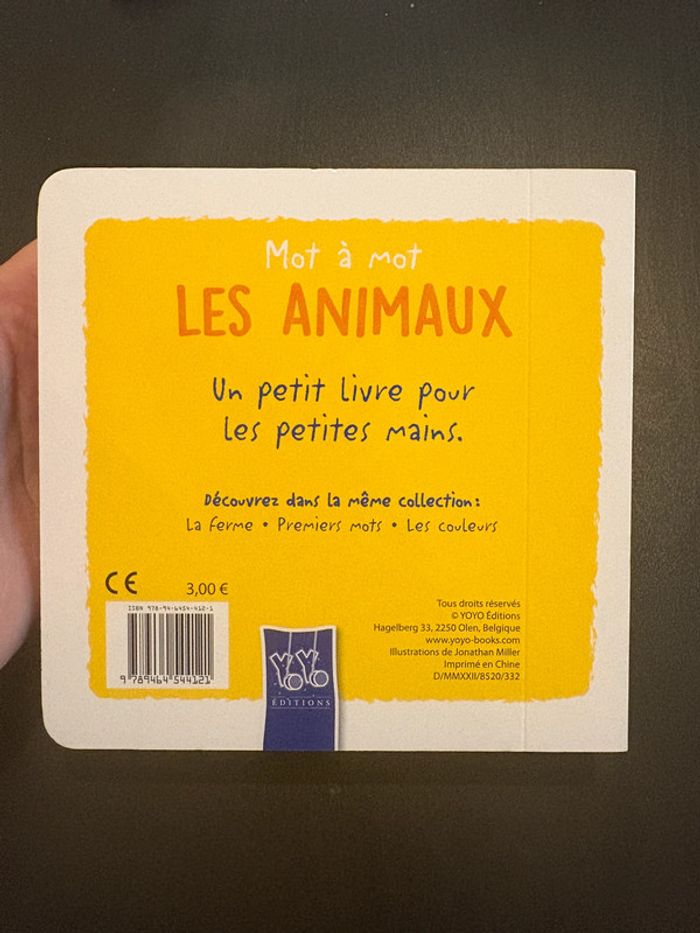 Mot à mot
LES ANIMAUX
Un petit livre pour
les petites mains.
Découvrez dans la même collection:
La ferme • Premiers mots • Les couleurs
CE
3,00 €
ISBN 978-94-6454-412-1
9 789464 544121
YOYO
ÉDITIONS
Tous droits réservés
© YOYO Éditions
Hagelberg 33, 2250 Olen, Belgique
www.yoyo-books.com
Illustrations de Jonathan Miller
Imprimé en Chine
D/MMXXII/8520/332